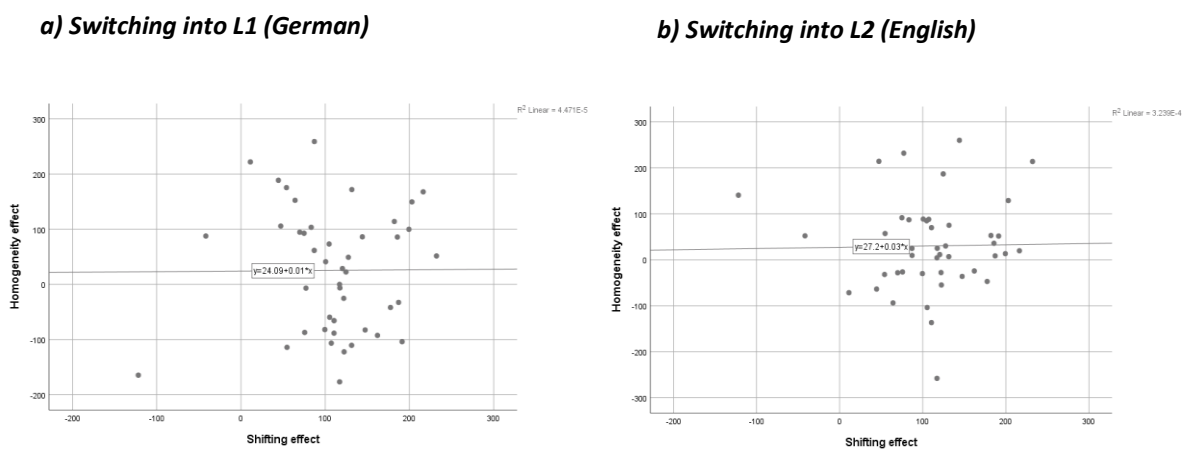 a) Switching into L1 (German)
R² Linear = 4.471E-5
300
200
100
0
-100
-200
Homogeneity effect
y=24.09+0.01*x
-200 -100 0 100 200 300
Shifting effect
b) Switching into L2 (English)
R² Linear = 3.239E-4
300
200
100
0
-100
-200
-300
Homogeneity effect
y=27.2+0.03*x
-200 -100 0 100 200 300
Shifting effect